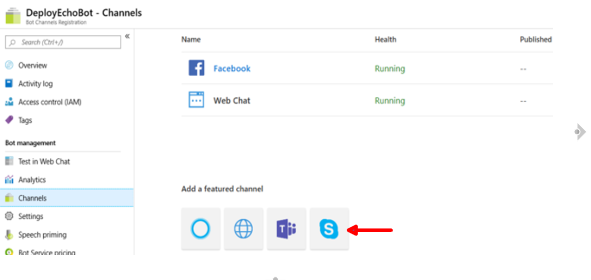 DeployEchoBot - Channels
Bot Channels Registration
Search (Ctrl+/)
«
Overview
Activity log
Access control (IAM)
Tags
Bot management
Test in Web Chat
Analytics
Channels
Settings
Speech priming
Bot Service pricing
Name Health Published
Facebook Running --
Web Chat Running --
Add a featured channel